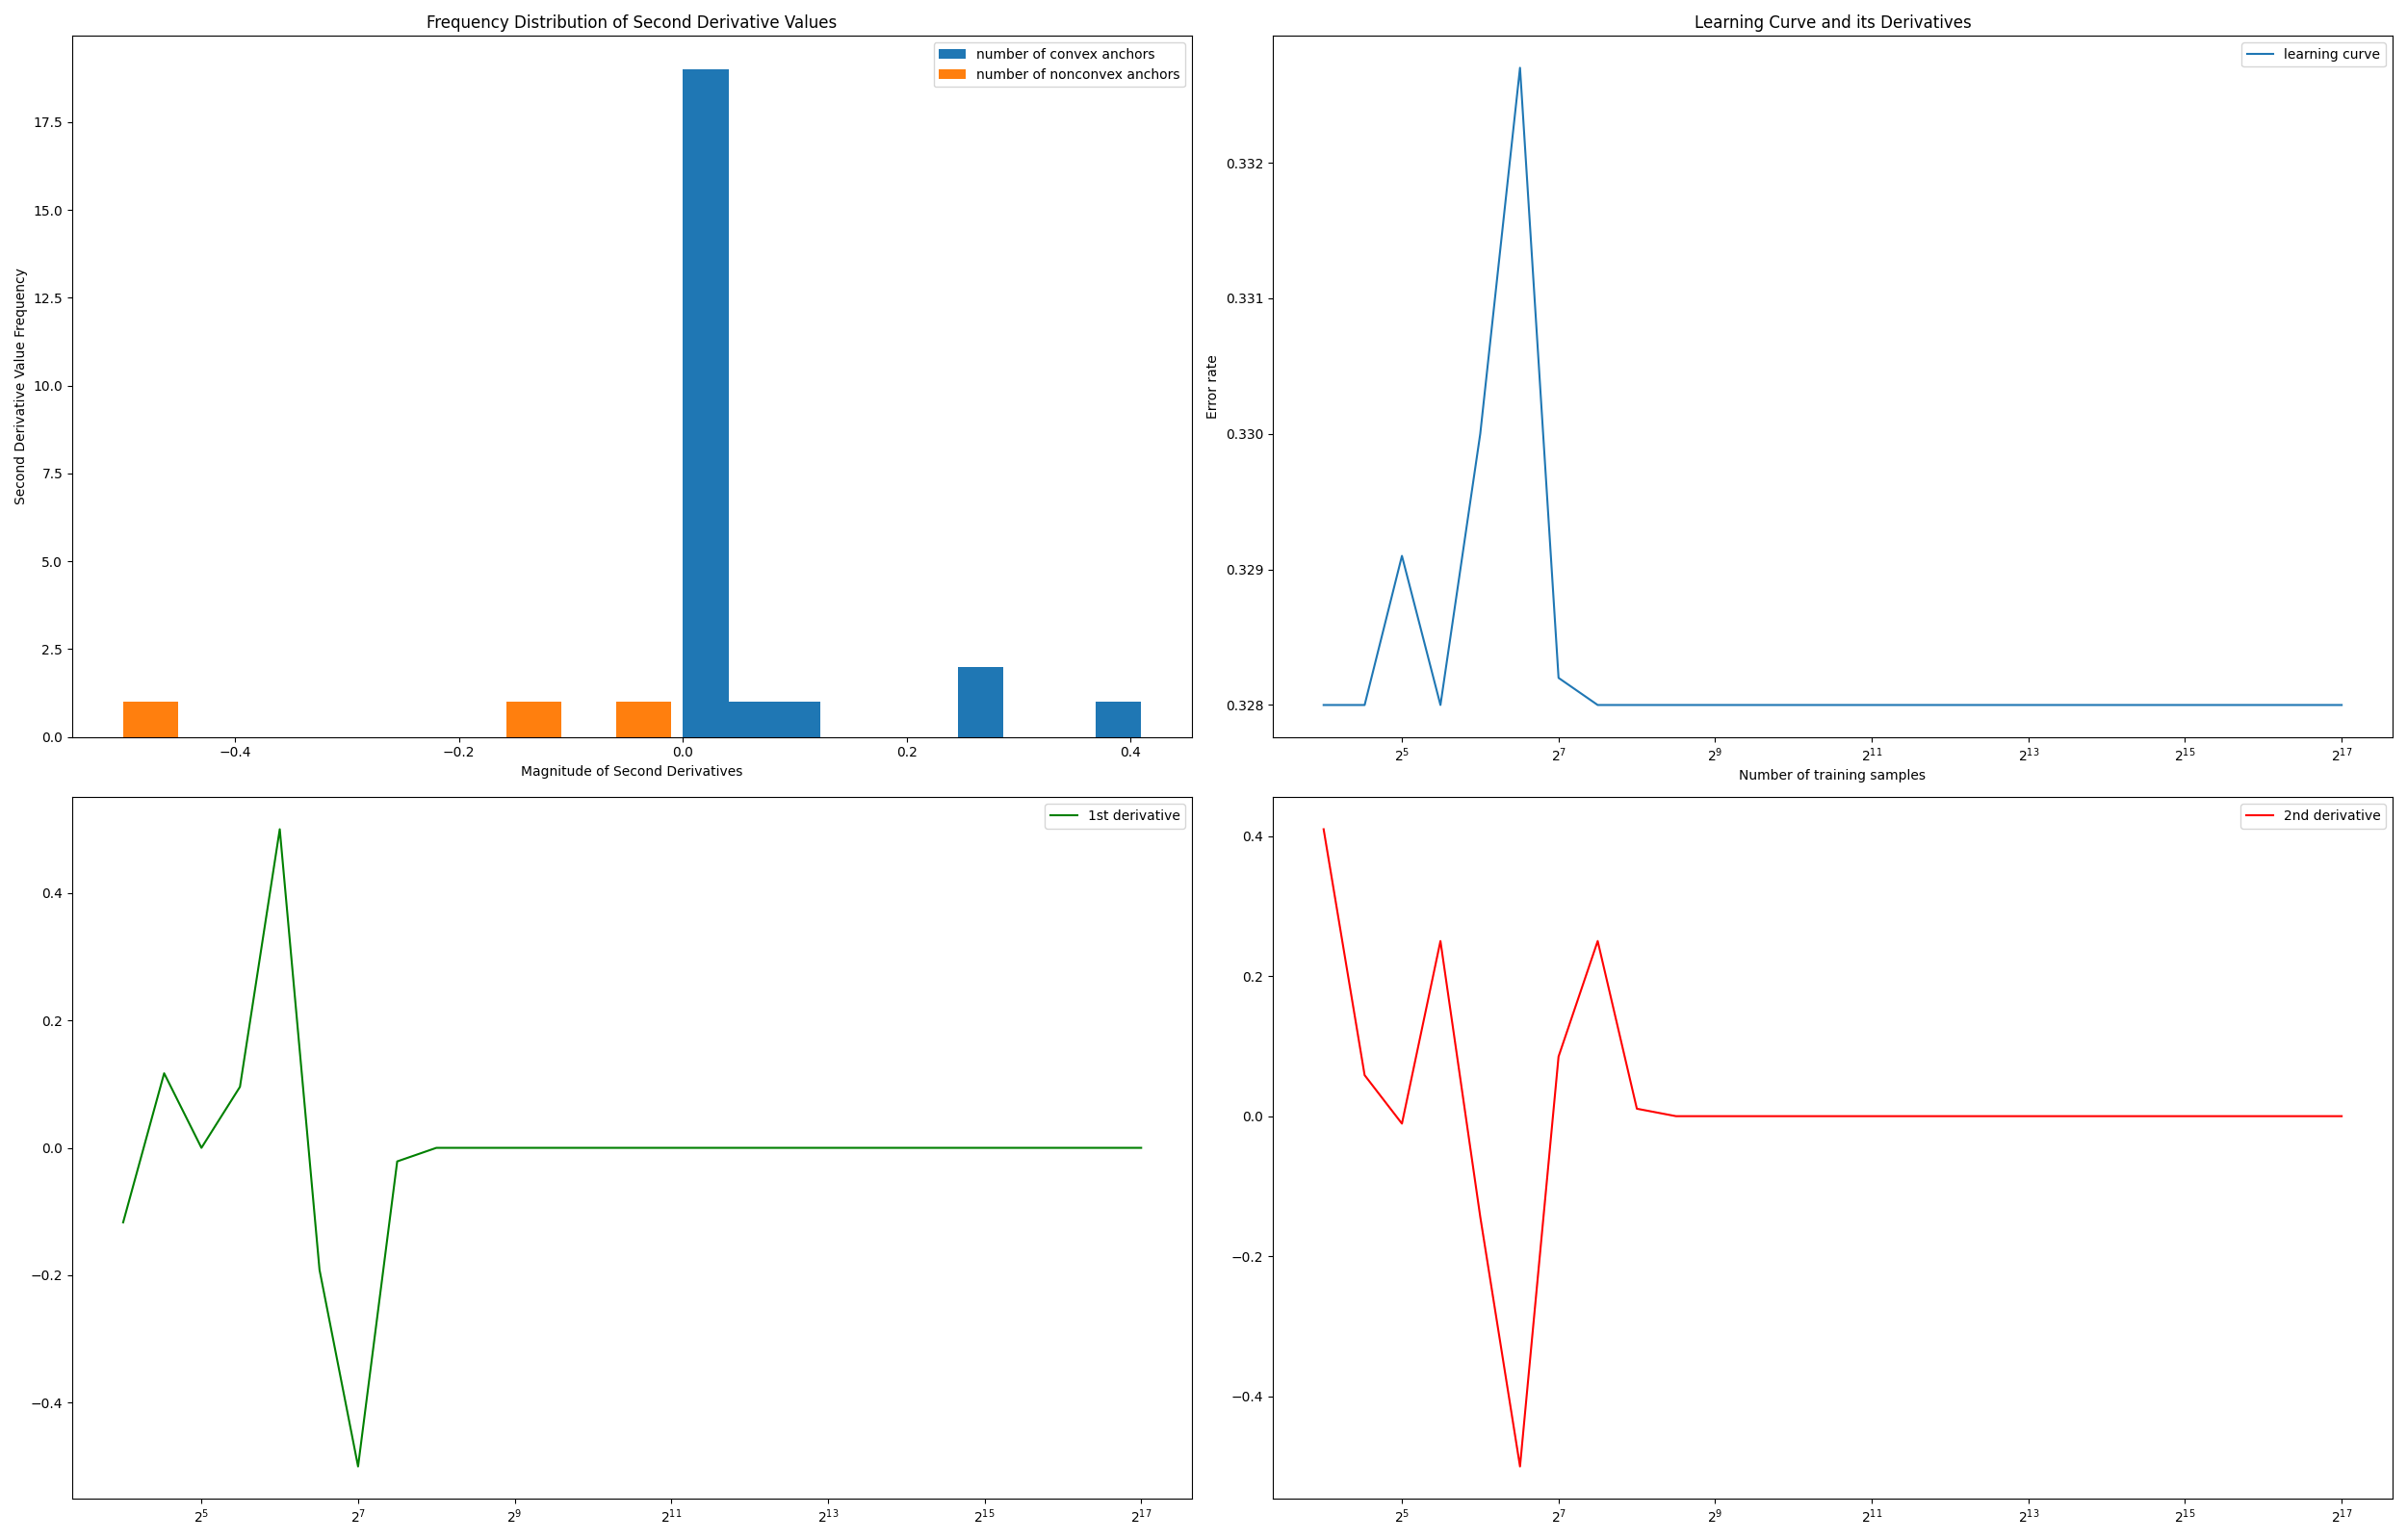 Frequency Distribution of Second Derivative Values
number of convex anchors
number of nonconvex anchors
17.5
15.0
12.5
10.0
7.5
5.0
2.5
0.0
Second Derivative Value Frequency
−0.4 −0.2 0.0 0.2 0.4
Magnitude of Second Derivatives
Learning Curve and its Derivatives
learning curve
0.332
0.331
0.330
0.329
0.328
Error rate
2^5 2^7 2^9 2^11 2^13 2^15 2^17
Number of training samples
1st derivative
0.4
0.2
0.0
−0.2
−0.4
2^5 2^7 2^9 2^11 2^13 2^15 2^17
2nd derivative
0.4
0.2
0.0
−0.2
−0.4
2^5 2^7 2^9 2^11 2^13 2^15 2^17